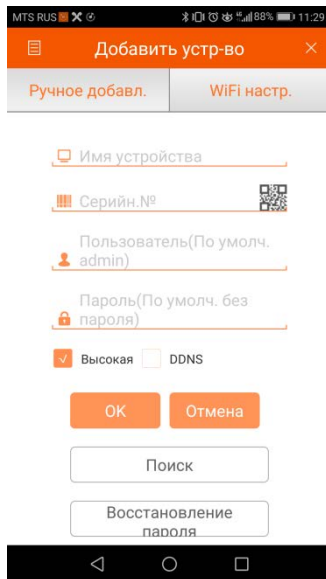 MTS RUS 88% 11:29
Добавить устр-во
Ручное добавл. WiFi настр.
Имя устройства
Серийн.№
Пользователь(По умолч.
admin)
Пароль(По умолч. без
пароля)
Высокая DDNS
OK Отмена
Поиск
Восстановление
пароля